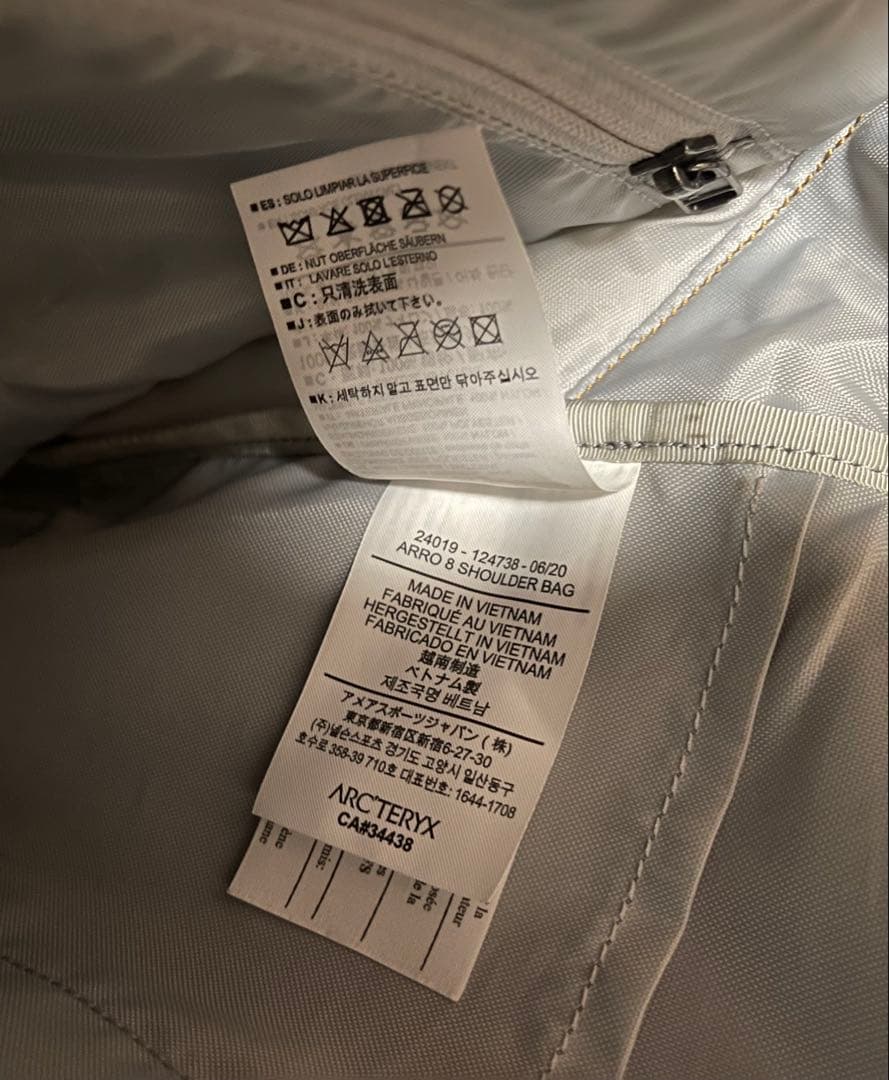 ■ES : SOLO LIMPIAR LA SUPERFICIE
■DE : NUT OBERFLÄCHE SÄUBERN
■IT : LAVARE SOLO L'ESTERNO
■C : 只清洗表面
■J : 表面のみ拭いて下さい。
■K : 세탁하지 말고 표면만 닦아주십시오
24019 - 124738 - 06/20
ARRO 8 SHOULDER BAG
MADE IN VIETNAM
FABRIQUÉ AU VIETNAM
HERGESTELLT IN VIETNAM
FABRICADO EN VIETNAM
越南制造
ベトナム製
제조국명 베트남
アメアスポーツジャパン ( 株)
東京都新宿区新宿6-27-30
(주)넬슨스포츠 경기도 고양시 일산동구
호수로 358-39 710호 대표번호: 1644-1708
ARC'TERYX
CA#34438